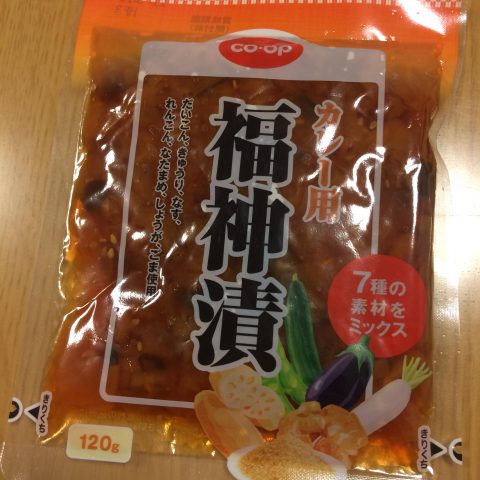 co-op
カレー用
福神漬
だいこん、きゅうり、なす、
れんこん、なたまめ、しょうが、ごま使用
7種の
素材を
ミックス
きりくち
120g
きりくち